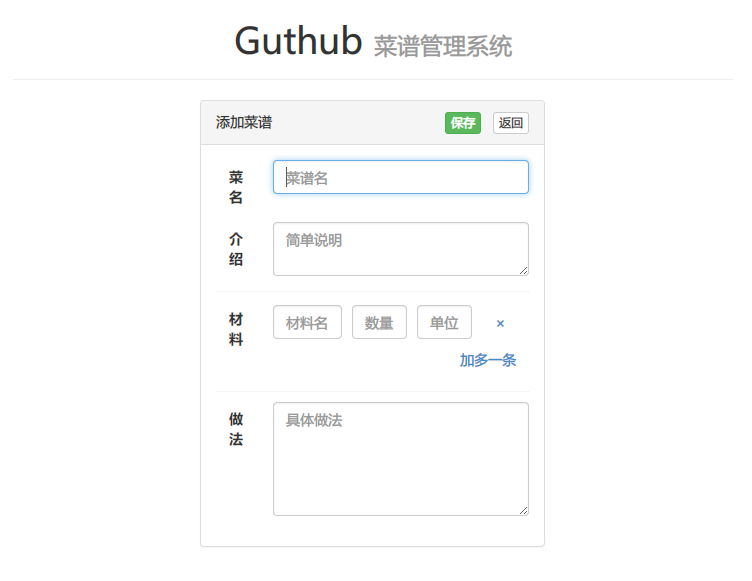 Guthub 菜谱管理系统
添加菜谱 保存 返回
菜名 菜谱名
介绍 简单说明
材料 材料名 数量 单位 ×
加多一条
做法 具体做法